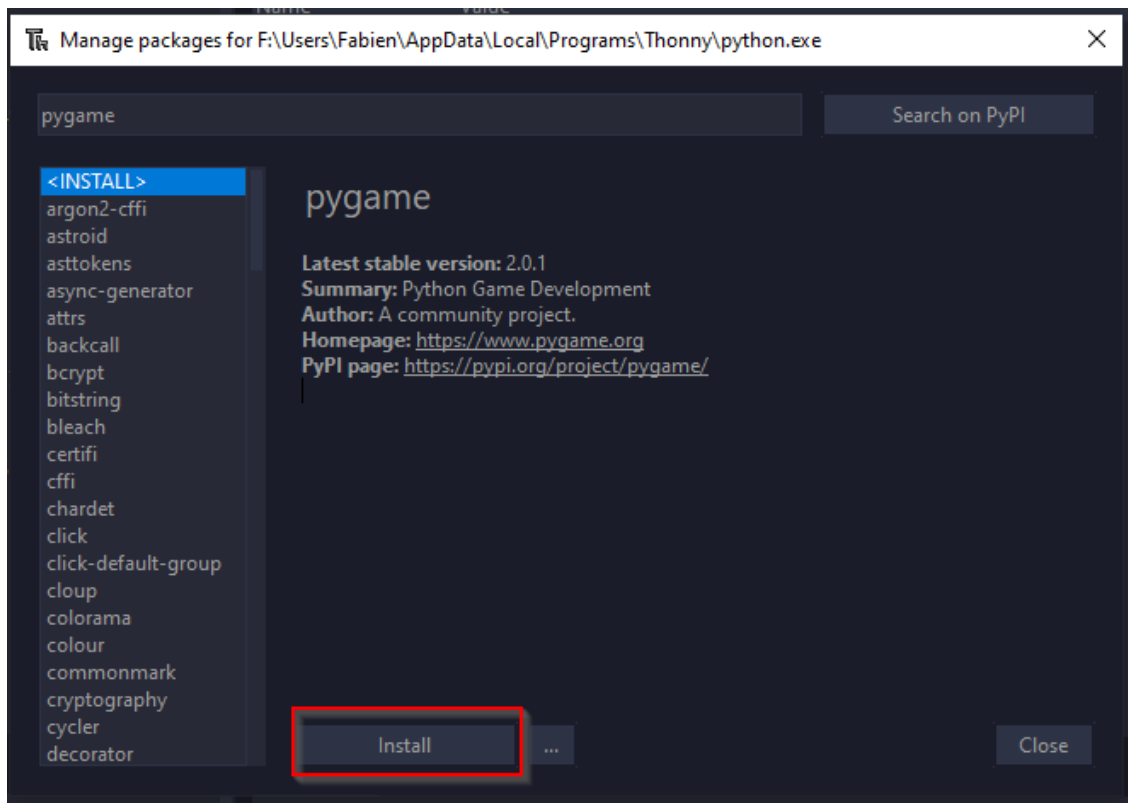 Name Value
Manage packages for F:\Users\Fabien\AppData\Local\Programs\Thonny\python.exe
pygame
Search on PyPI
<INSTALL>
argon2-cffi
astroid
asttokens
async-generator
attrs
backcall
bcrypt
bitstring
bleach
certifi
cffi
chardet
click
click-default-group
cloup
colorama
colour
commonmark
cryptography
cycler
decorator
pygame
Latest stable version: 2.0.1
Summary: Python Game Development
Author: A community project.
Homepage: https://www.pygame.org
PyPI page: https://pypi.org/project/pygame/
Install
...
Close